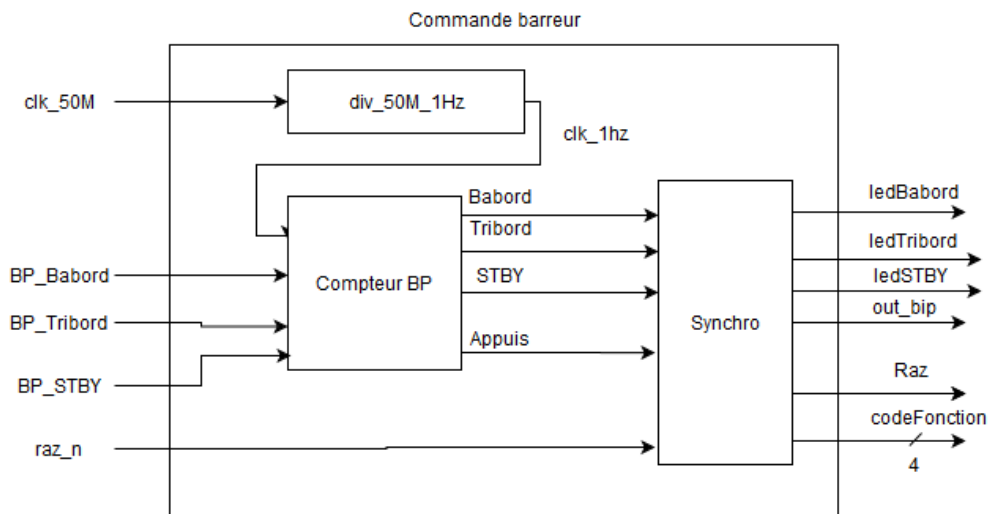 Commande barreur
clk_50M
div_50M_1Hz
clk_1hz
Babord
Tribord
STBY
Appuis
BP_Babord
BP_Tribord
BP_STBY
raz_n
Compteur BP
Synchro
ledBabord
ledTribord
ledSTBY
out_bip
Raz
codeFonction
4